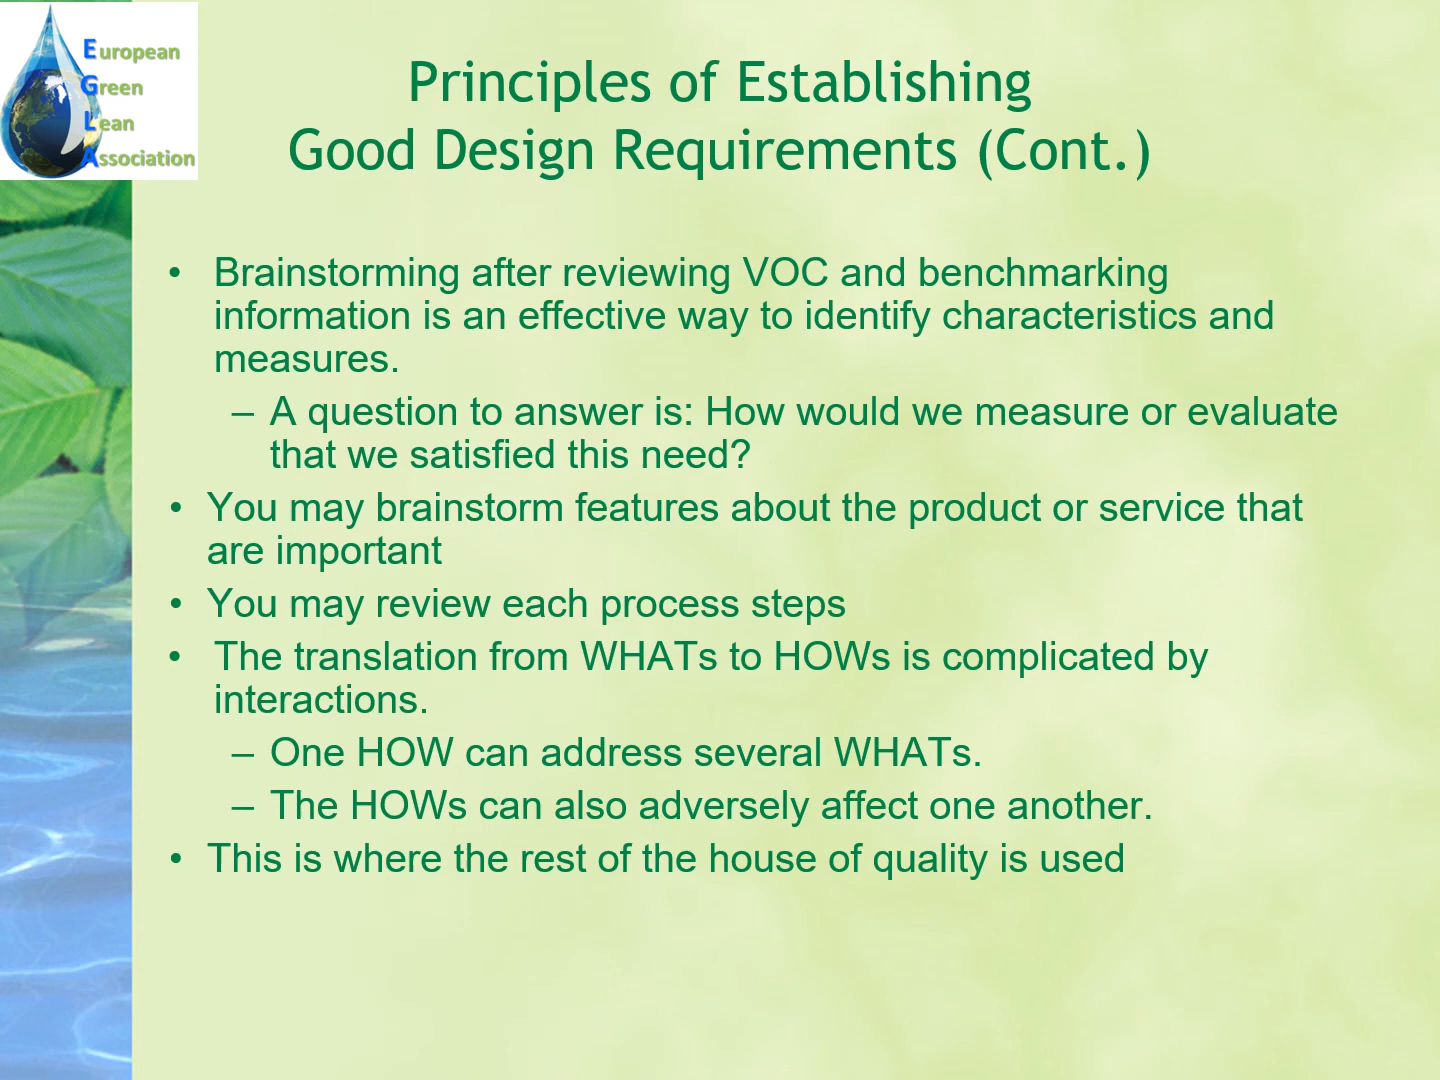 European
Green
Lean
Association
Principles of Establishing
Good Design Requirements (Cont.)
• Brainstorming after reviewing VOC and benchmarking
information is an effective way to identify characteristics and
measures.
– A question to answer is: How would we measure or evaluate
that we satisfied this need?
• You may brainstorm features about the product or service that
are important
• You may review each process steps
• The translation from WHATs to HOWs is complicated by
interactions.
– One HOW can address several WHATs.
– The HOWs can also adversely affect one another.
• This is where the rest of the house of quality is used